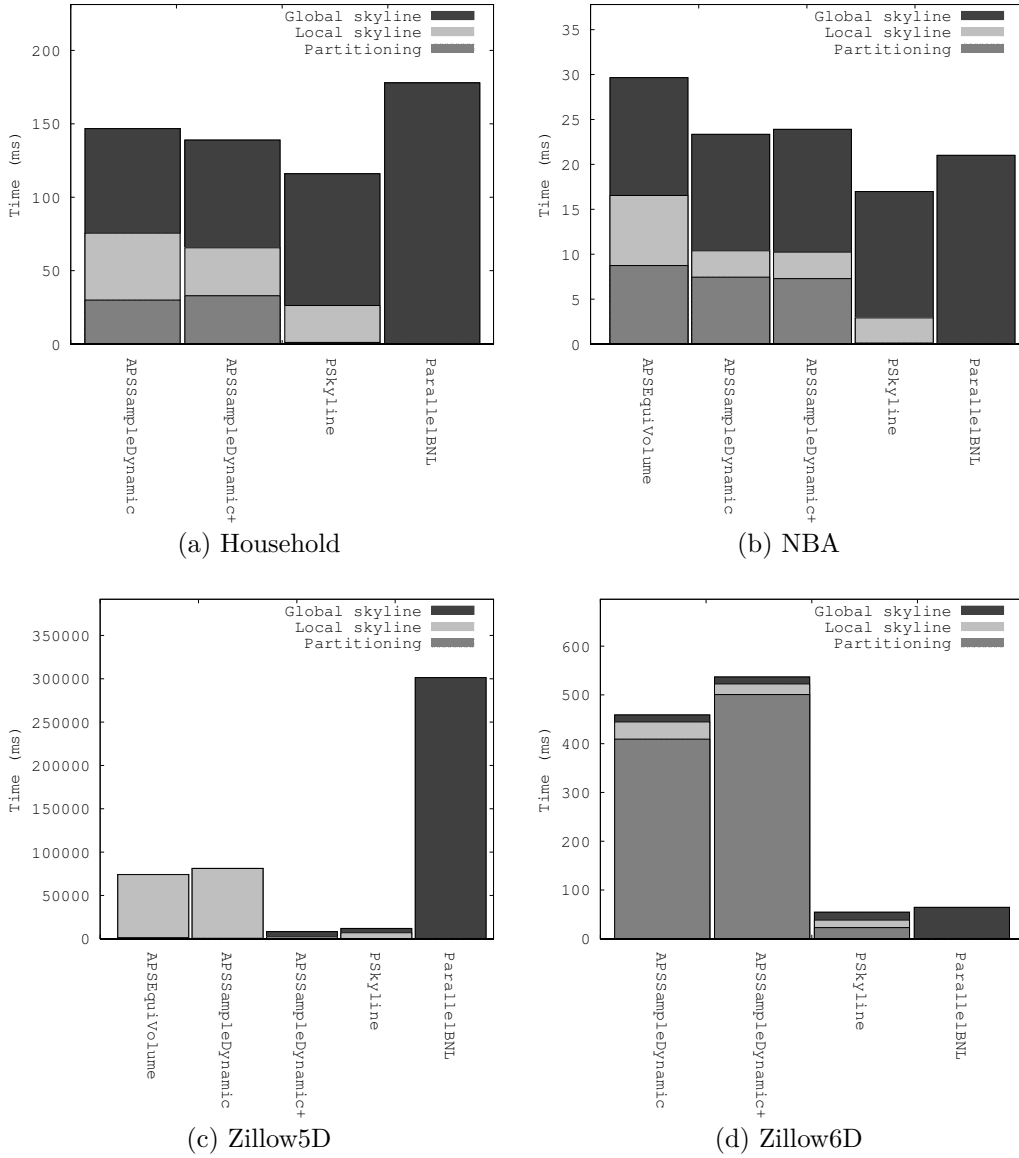 Global skyline
Local skyline
Partitioning
200
150
100
50
0
Time (ms)
APSSampleDynamic
APSSampleDynamic+
PSkyline
ParallelBNL
(a) Household
Global skyline
Local skyline
Partitioning
35
30
25
20
15
10
5
0
Time (ms)
APSEquiVolume
APSSampleDynamic
APSSampleDynamic+
PSkyline
ParallelBNL
(b) NBA
Global skyline
Local skyline
Partitioning
350000
300000
250000
200000
150000
100000
50000
0
Time (ms)
APSEquiVolume
APSSampleDynamic
APSSampleDynamic+
PSkyline
ParallelBNL
(c) Zillow5D
Global skyline
Local skyline
Partitioning
600
500
400
300
200
100
0
Time (ms)
APSSampleDynamic
APSSampleDynamic+
PSkyline
ParallelBNL
(d) Zillow6D